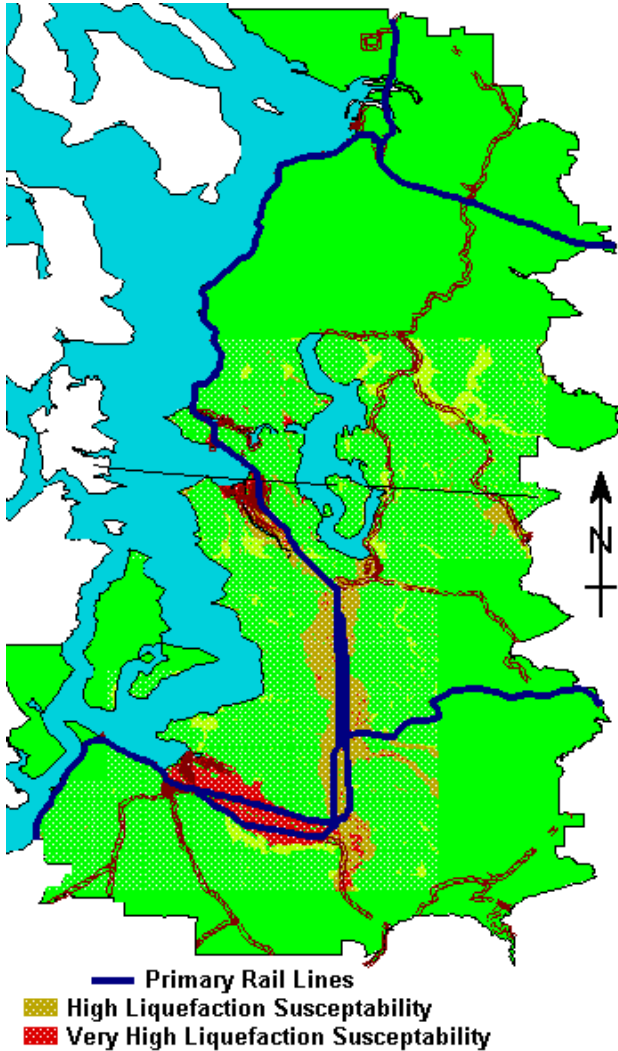 N
Primary Rail Lines
High Liquefaction Susceptability
Very High Liquefaction Susceptability